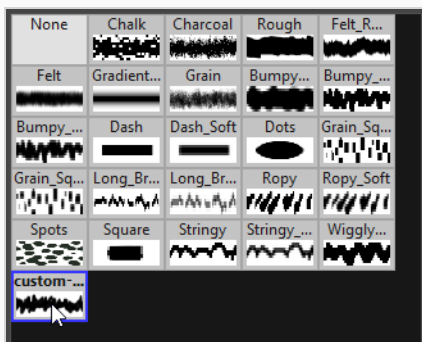 None Chalk Charcoal Rough Felt_R...
Felt Gradient... Grain Bumpy... Bumpy_...
Bumpy_... Dash Dash_Soft Dots Grain_Sq...
Grain_Sq... Long_Br... Long_Br... Ropy Ropy_Soft
Spots Square Stringy Stringy_... Wiggly...
custom-...